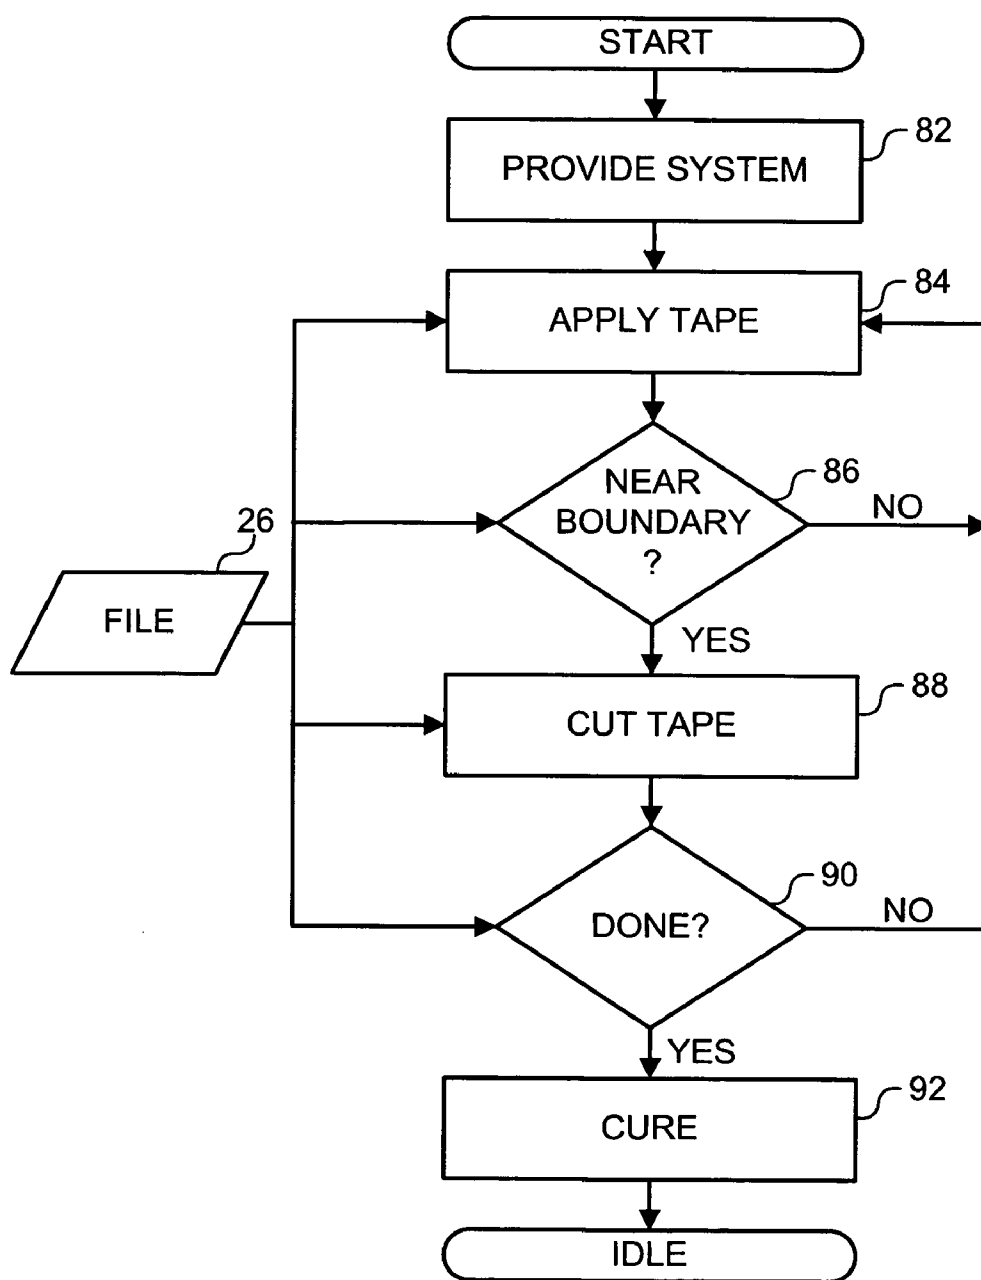 START
PROVIDE SYSTEM
82
APPLY TAPE
84
NEAR
BOUNDARY
?
86
NO
26
FILE
YES
CUT TAPE
88
DONE?
90
NO
YES
CURE
92
IDLE